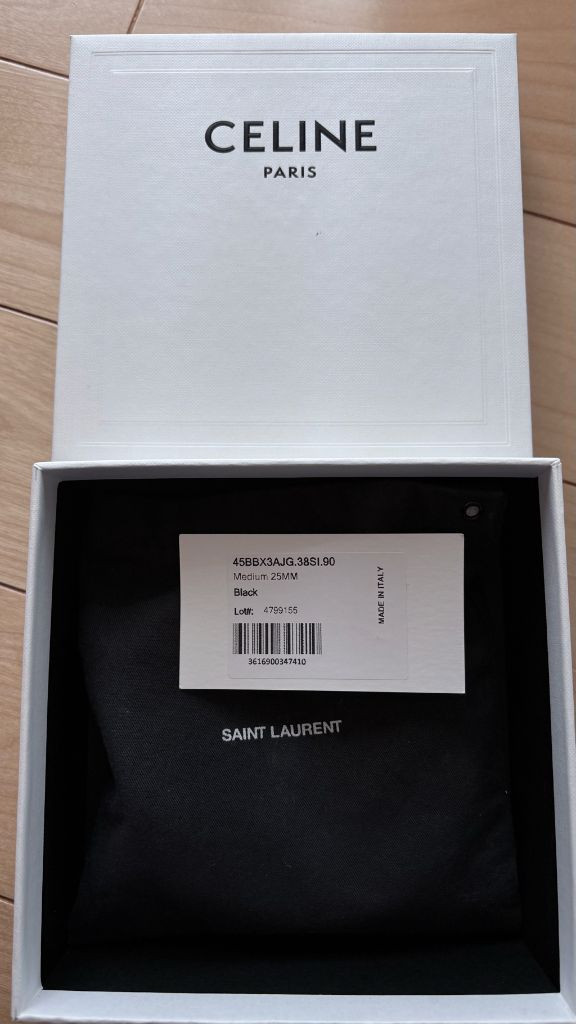 CELINE
PARIS
45BBX3AJG.38SI.90
Medium 25MM
Black
Lot#: 4799155
3616900347410
MADE IN ITALY
SAINT LAURENT